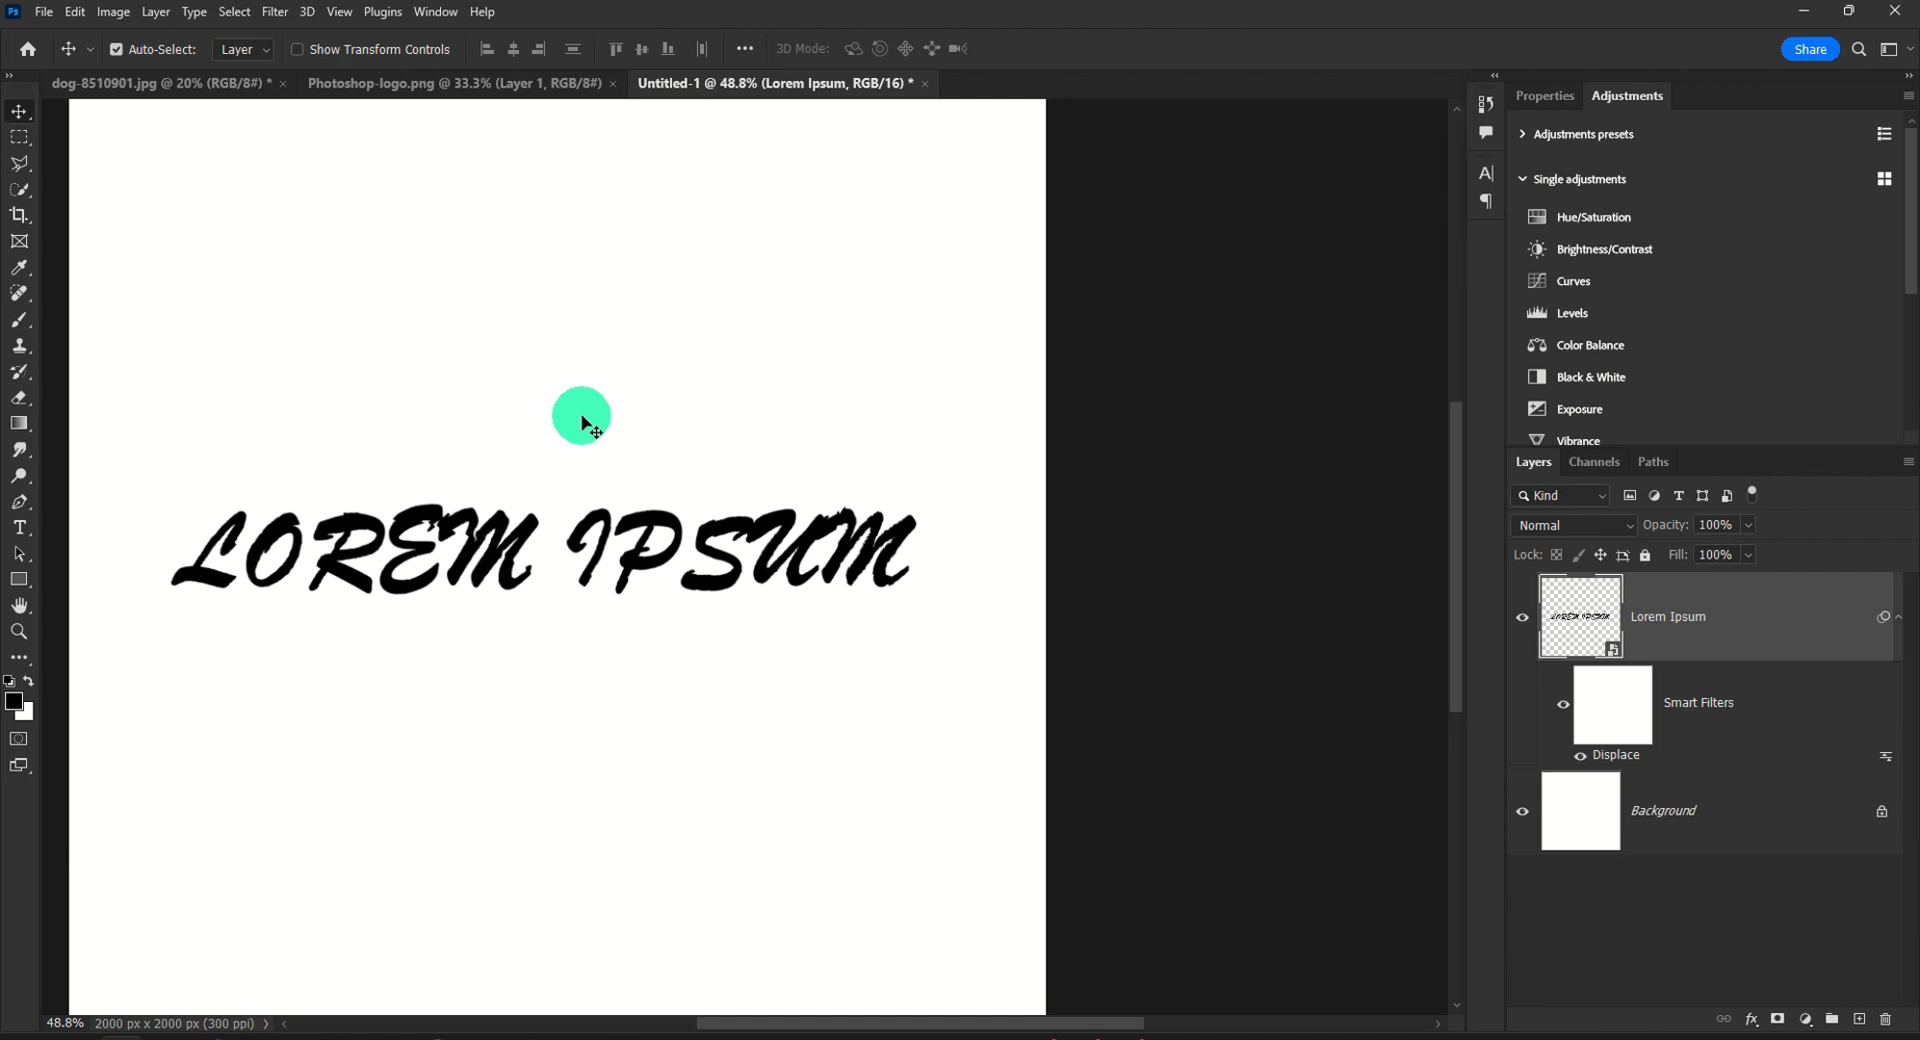 Ps File Edit Image Layer Type Select Filter 3D View Plugins Window Help
Auto-Select: Layer Show Transform Controls 3D Mode: Share
dog-8510901.jpg @ 20% (RGB/8#) * Photoshop-logo.png @ 33.3% (Layer 1, RGB/8#) Untitled-1 @ 48.8% (Lorem Ipsum, RGB/16) *
Properties Adjustments
Adjustments presets
Single adjustments
Hue/Saturation
Brightness/Contrast
Curves
Levels
Color Balance
Black & White
Exposure
Vibrance
LOREM IPSUM
Layers Channels Paths
Kind
Normal Opacity: 100%
Lock: Fill: 100%
Lorem Ipsum
Smart Filters
Displace
Background
48.8% 2000 px x 2000 px (300 ppi)